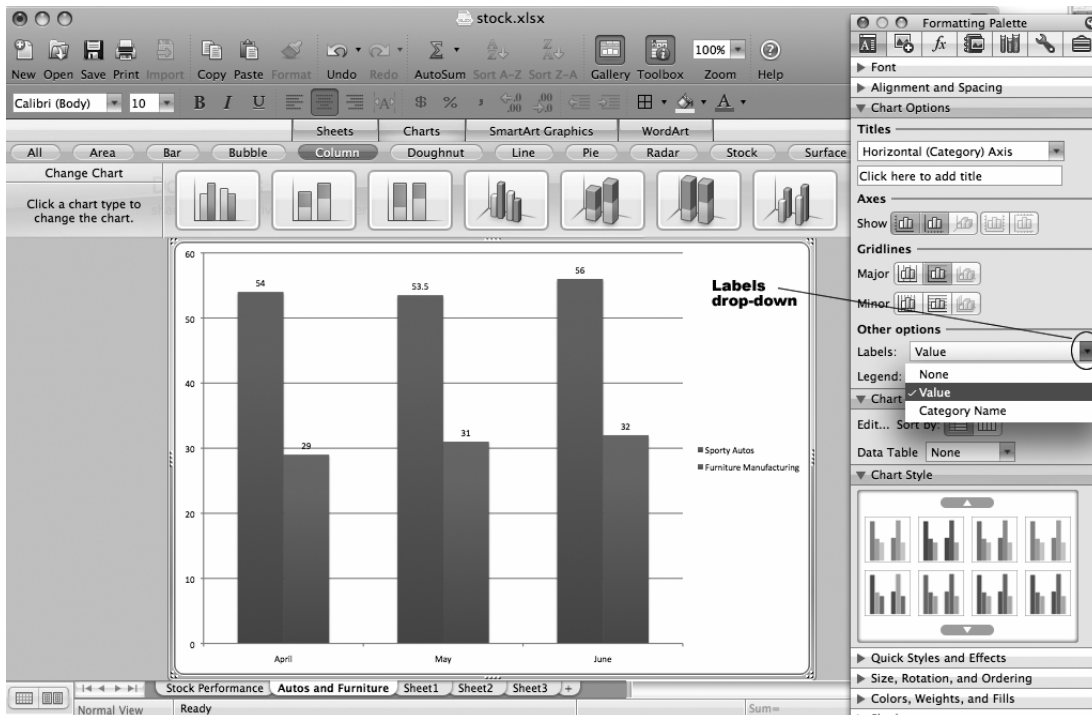 stock.xlsx
New Open Save Print Import Copy Paste Format Undo Redo AutoSum Sort A-Z Sort Z-A Gallery Toolbox Zoom Help
100%
Calibri (Body) 10 B I U $ % A
Sheets Charts SmartArt Graphics WordArt
All Area Bar Bubble Column Doughnut Line Pie Radar Stock Surface
Change Chart
Click a chart type to
change the chart.
60
50
40
30
20
10
0
54
29
53.5
31
56
32
April May June
Sporty Autos
Furniture Manufacturing
Labels
drop-down
Stock Performance Autos and Furniture Sheet1 Sheet2 Sheet3 +
Normal View Ready Sum=
Formatting Palette
Font
Alignment and Spacing
Chart Options
Titles
Horizontal (Category) Axis
Click here to add title
Axes
Show
Gridlines
Major
Minor
Other options
Labels: Value
Legend:
None
✓ Value
Category Name
Chart
Edit... Sort by:
Data Table None
Chart Style
Quick Styles and Effects
Size, Rotation, and Ordering
Colors, Weights, and Fills